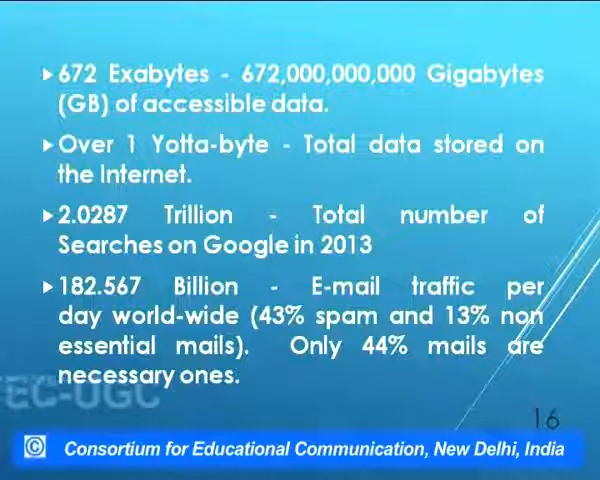 672 Exabytes - 672,000,000,000 Gigabytes
(GB) of accessible data.
Over 1 Yotta-byte - Total data stored on
the Internet.
2.0287 Trillion - Total number of
Searches on Google in 2013
182.567 Billion - E-mail traffic per
day world-wide (43% spam and 13% non
essential mails). Only 44% mails are
necessary ones.
EC-UGC
16
© Consortium for Educational Communication, New Delhi, India